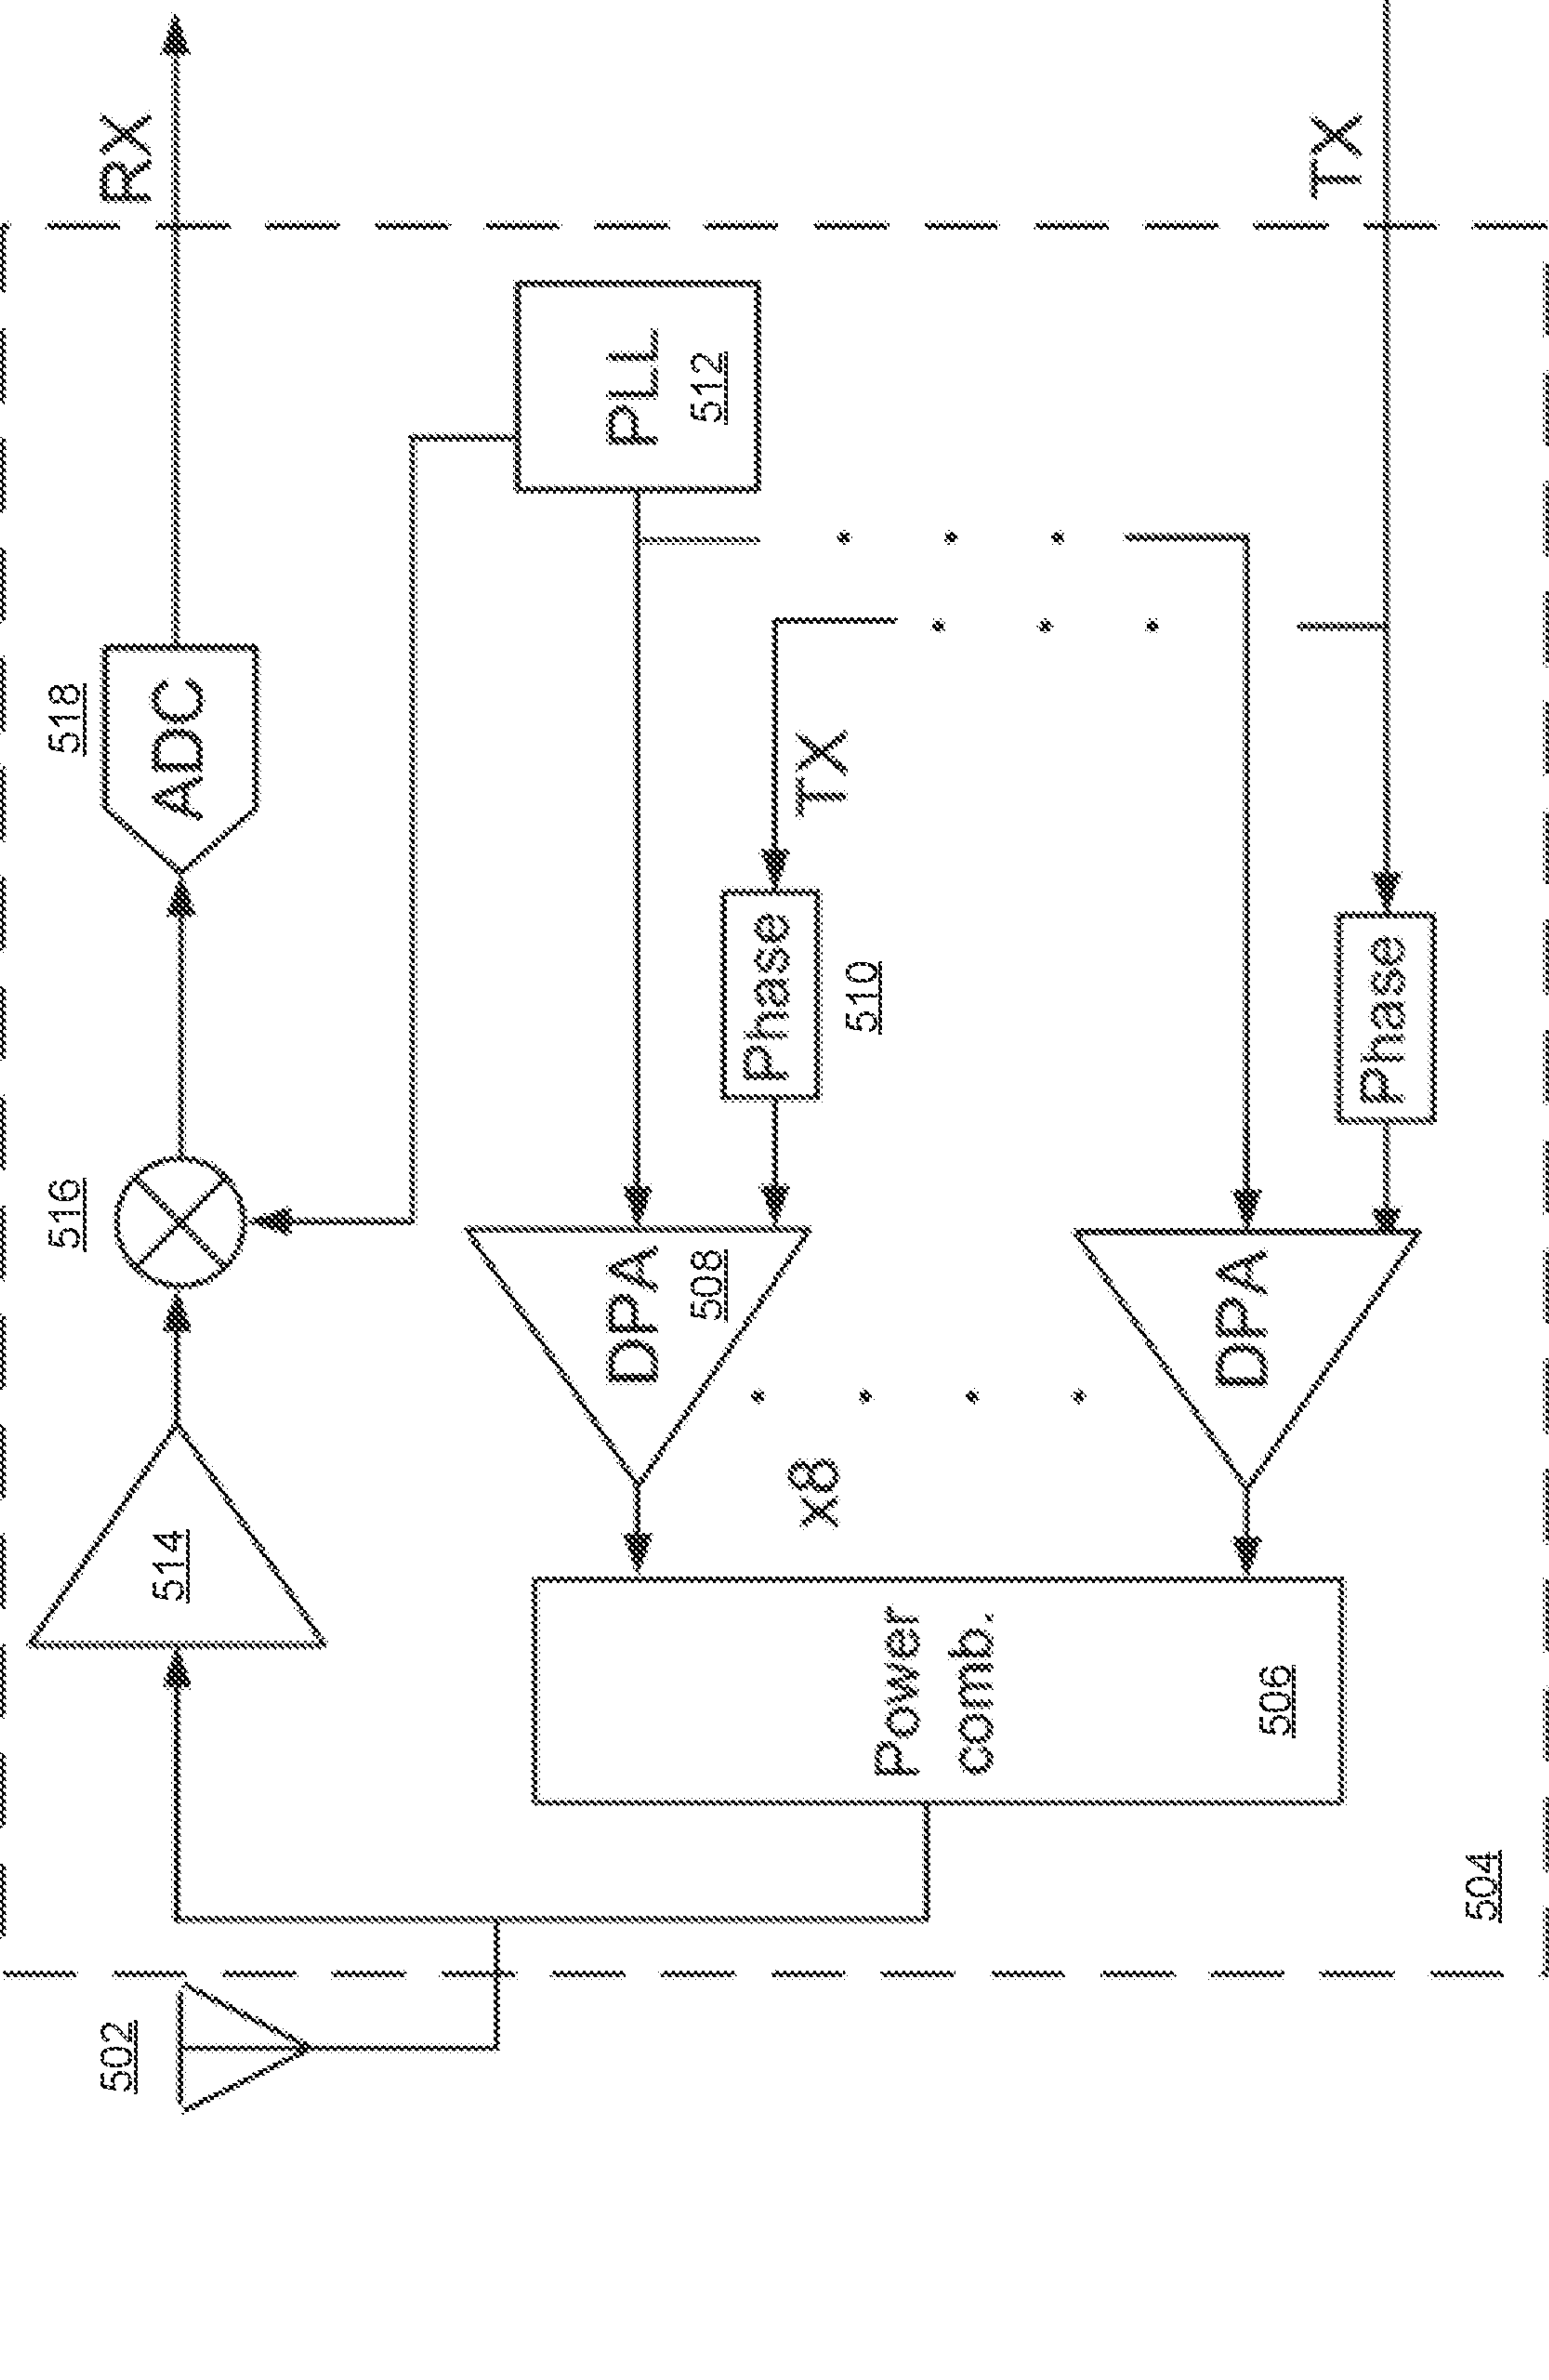 516
518
502
RX
514
ADC
DPA
508
PLL
512
Phase
510
TX
x8
Power
comb.
506
DPA
Phase
TX
504